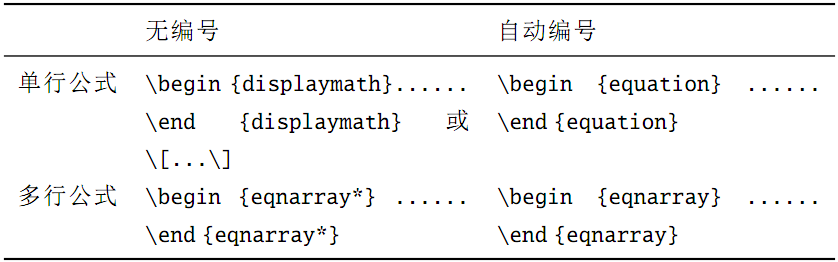 无编号 自动编号
单行公式 \begin {displaymath}...... \begin {equation} ......
\end {displaymath} 或 \end {equation}
\[...\]
多行公式 \begin {eqnarray*} ...... \begin {eqnarray} ......
\end {eqnarray*} \end {eqnarray}